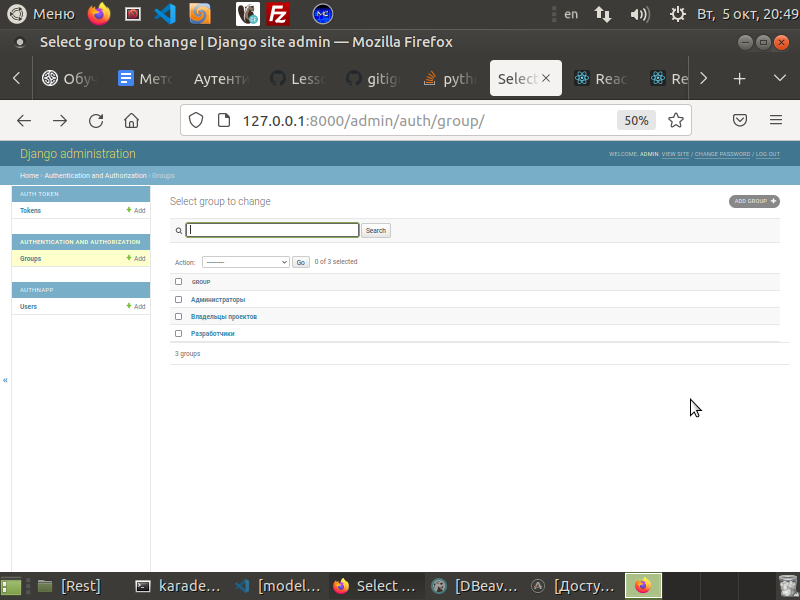 Меню en Вт, 5 окт, 20:49
Select group to change | Django site admin — Mozilla Firefox
Обу Мето Аутенти Lesso gitig pyth Select Reac Re
127.0.0.1:8000/admin/auth/group/ 50%
Django administration WELCOME, ADMIN. VIEW SITE / CHANGE PASSWORD / LOG OUT
Home › Authentication and Authorization › Groups
AUTH TOKEN
Tokens + Add
AUTHENTICATION AND AUTHORIZATION
Groups + Add
AUTHNAPP
Users + Add
«
Select group to change ADD GROUP +
Search
Action: --------- Go 0 of 3 selected
GROUP
Администраторы
Владельцы проектов
Разработчики
3 groups
[Rest] karade... [model... Select ... [DBeav... [Досту...